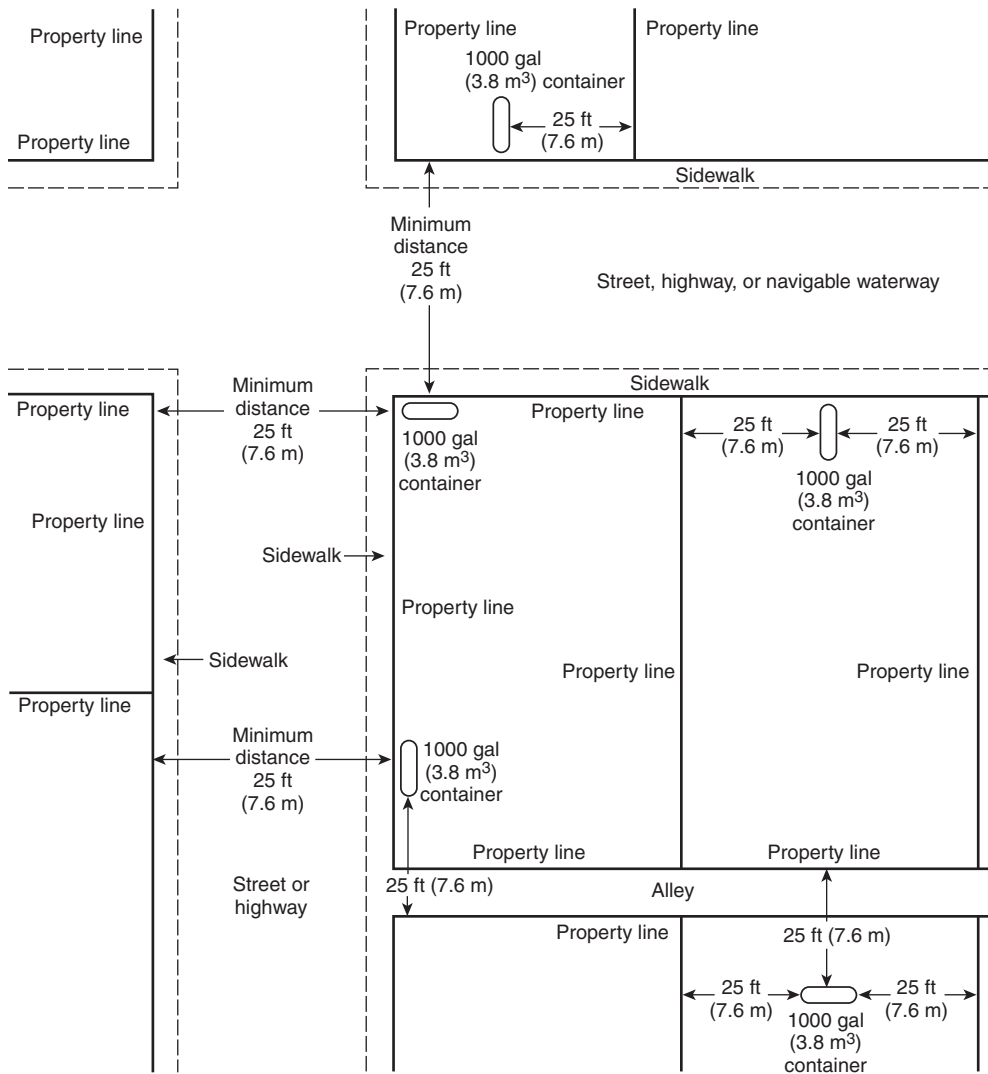 Property line
Property line
Property line
Property line
1000 gal
(3.8 m³) container
25 ft
(7.6 m)
Sidewalk
Minimum
distance
25 ft
(7.6 m)
Street, highway, or navigable waterway
Sidewalk
Minimum
distance
25 ft
(7.6 m)
Property line
Property line
1000 gal
(3.8 m³)
container
25 ft
(7.6 m)
25 ft
(7.6 m)
1000 gal
(3.8 m³)
container
Property line
Sidewalk
Property line
Sidewalk
Property line
Property line
Property line
Minimum
distance
25 ft
(7.6 m)
1000 gal
(3.8 m³)
container
Property line
Property line
Street or
highway
25 ft (7.6 m)
Alley
Property line
25 ft (7.6 m)
25 ft
(7.6 m)
25 ft
(7.6 m)
1000 gal
(3.8 m³)
container